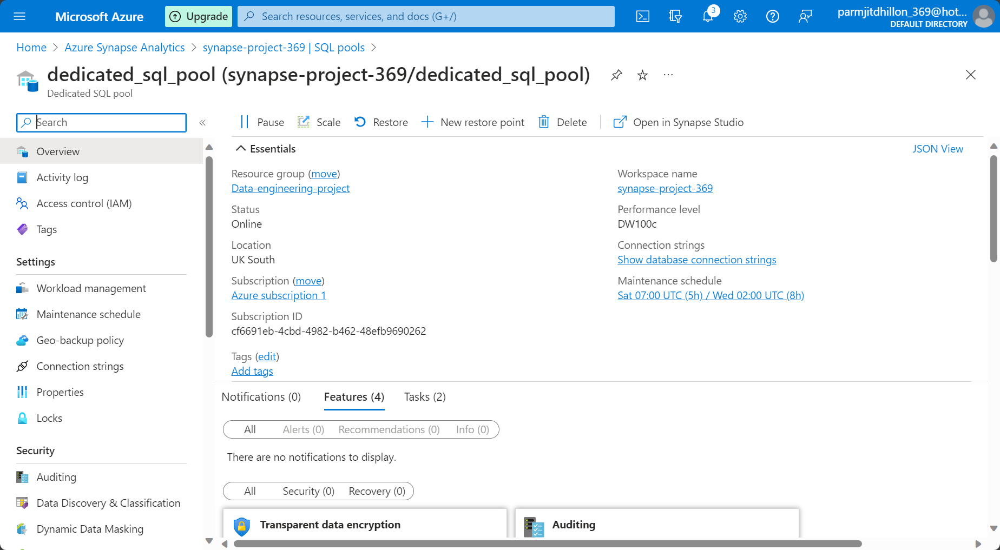 Microsoft Azure
Upgrade
Search resources, services, and docs (G+/)
3
parmjitdhillon_369@hot...
DEFAULT DIRECTORY
Home > Azure Synapse Analytics > synapse-project-369 | SQL pools >
dedicated_sql_pool (synapse-project-369/dedicated_sql_pool)
Dedicated SQL pool
Search
Overview
Activity log
Access control (IAM)
Tags
Settings
Workload management
Maintenance schedule
Geo-backup policy
Connection strings
Properties
Locks
Security
Auditing
Data Discovery & Classification
Dynamic Data Masking
Pause Scale Restore New restore point Delete Open in Synapse Studio
Essentials
JSON View
Resource group (move)
Data-engineering-project
Status
Online
Location
UK South
Subscription (move)
Azure subscription 1
Subscription ID
cf6691eb-4cbd-4982-b462-48efb9690262
Tags (edit)
Add tags
Workspace name
synapse-project-369
Performance level
DW100c
Connection strings
Show database connection strings
Maintenance schedule
Sat 07:00 UTC (5h) / Wed 02:00 UTC (8h)
Notifications (0) Features (4) Tasks (2)
All Alerts (0) Recommendations (0) Info (0)
There are no notifications to display.
All Security (0) Recovery (0)
Transparent data encryption
Auditing